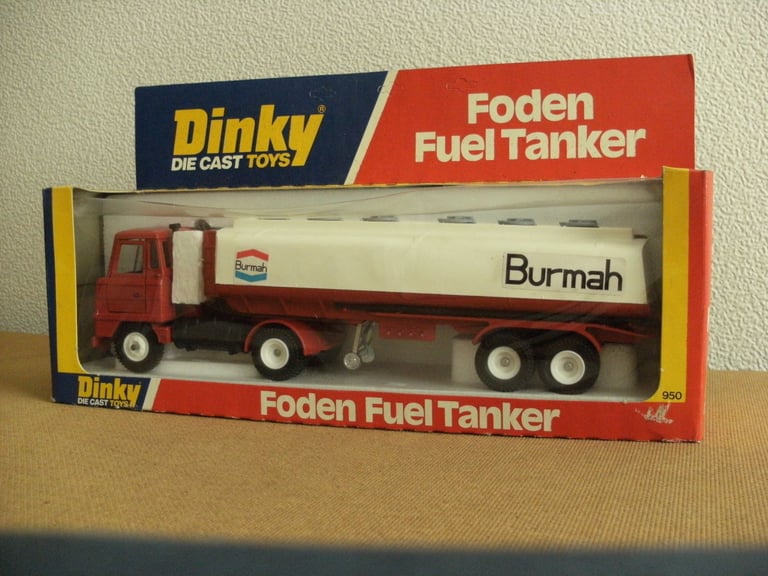 Dinky®
DIE CAST TOYS
Foden
Fuel Tanker
Burmah
Burmah
Dinky
DIE CAST TOYS
Foden Fuel Tanker
950